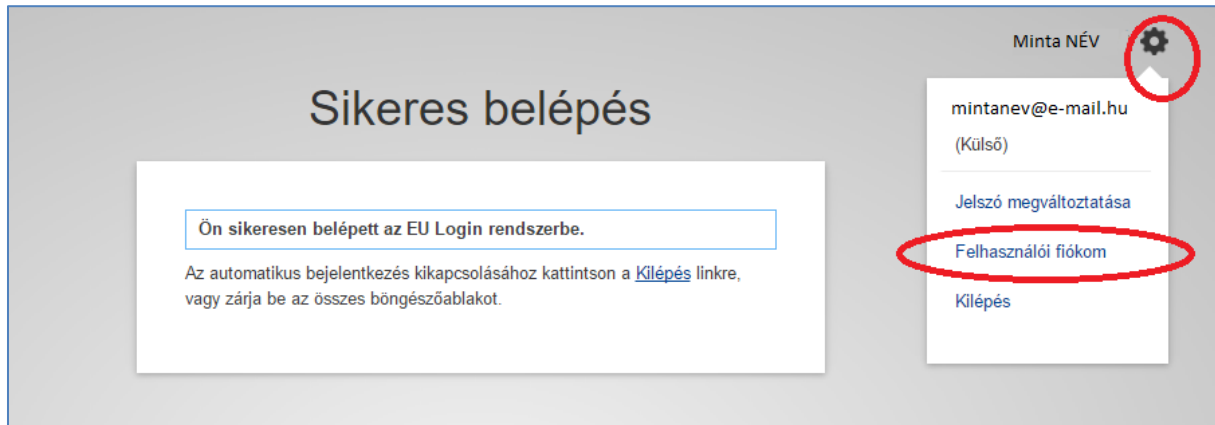 Minta NÉV
Sikeres belépés
mintanev@e-mail.hu
(Külső)
Ön sikeresen belépett az EU Login rendszerbe.
Az automatikus bejelentkezés kikapcsolásához kattintson a Kilépés linkre,
vagy zárja be az összes böngészőablakot.
Jelszó megváltoztatása
Felhasználói fiókom
Kilépés